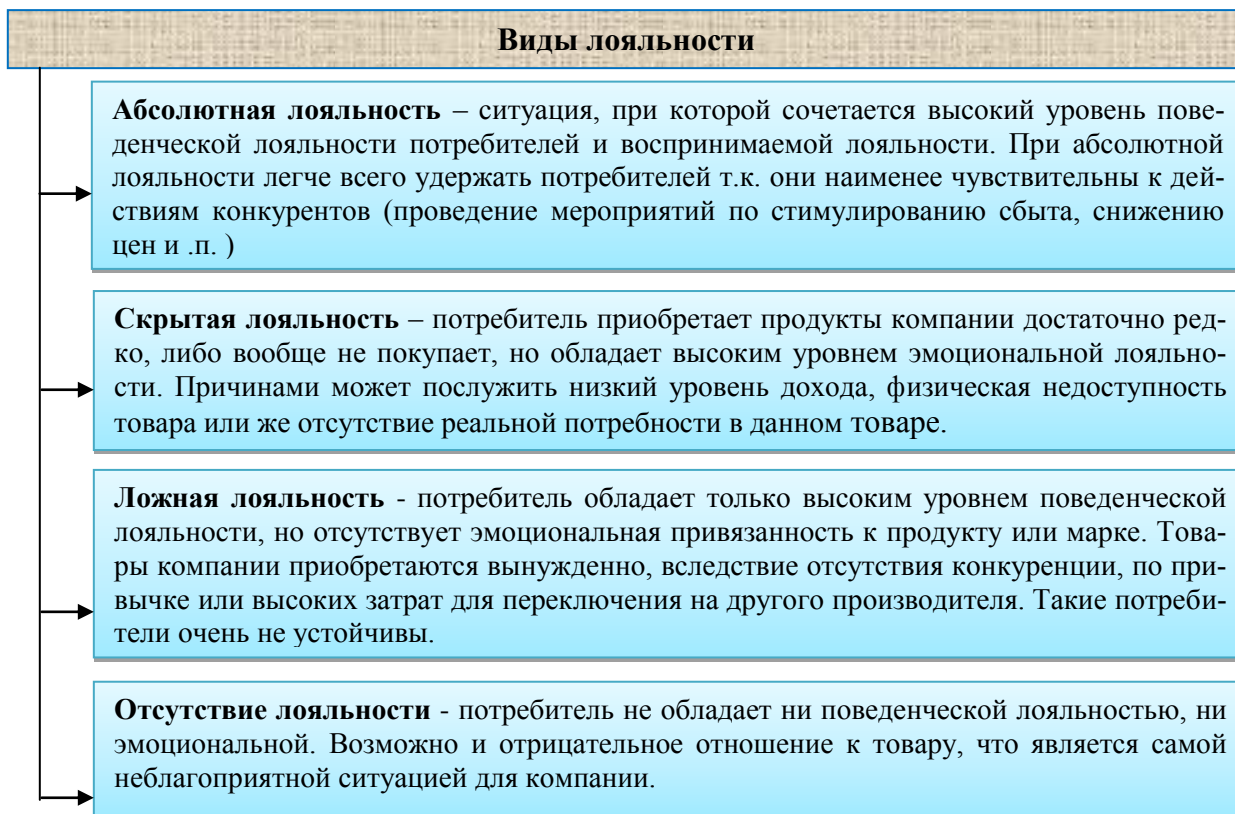 Виды лояльности
Абсолютная лояльность – ситуация, при которой сочетается высокий уровень пове-
денческой лояльности потребителей и воспринимаемой лояльности. При абсолютной
лояльности легче всего удержать потребителей т.к. они наименее чувствительны к дей-
ствиям конкурентов (проведение мероприятий по стимулированию сбыта, снижению
цен и .п. )
Скрытая лояльность – потребитель приобретает продукты компании достаточно ред-
ко, либо вообще не покупает, но обладает высоким уровнем эмоциональной лояльно-
сти. Причинами может послужить низкий уровень дохода, физическая недоступность
товара или же отсутствие реальной потребности в данном товаре.
Ложная лояльность - потребитель обладает только высоким уровнем поведенческой
лояльности, но отсутствует эмоциональная привязанность к продукту или марке. Това-
ры компании приобретаются вынужденно, вследствие отсутствия конкуренции, по при-
вычке или высоких затрат для переключения на другого производителя. Такие потреби-
тели очень не устойчивы.
Отсутствие лояльности - потребитель не обладает ни поведенческой лояльностью, ни
эмоциональной. Возможно и отрицательное отношение к товару, что является самой
неблагоприятной ситуацией для компании.